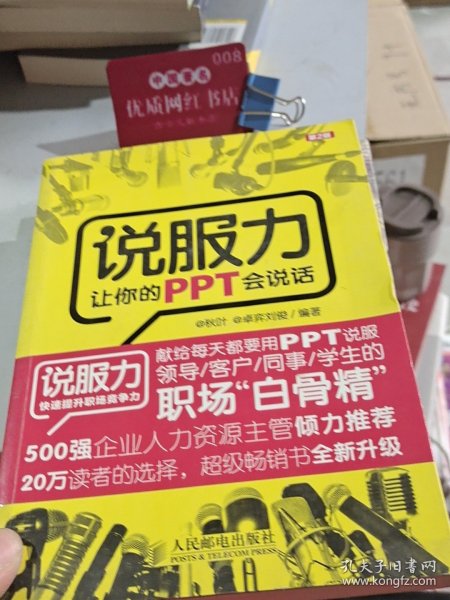 008
优质网红书店
第2版
说服力
让你的PPT会说话
@秋叶 @卓弈刘俊/编著
说服力
快速提升职场竞争力
献给每天都要用PPT说服
领导/客户/同事/学生的
职场“白骨精”
500强企业人力资源主管倾力推荐
20万读者的选择，超级畅销书全新升级
人民邮电出版社
POSTS & TELECOM PRESS
孔夫子旧书网
www.kongfz.com